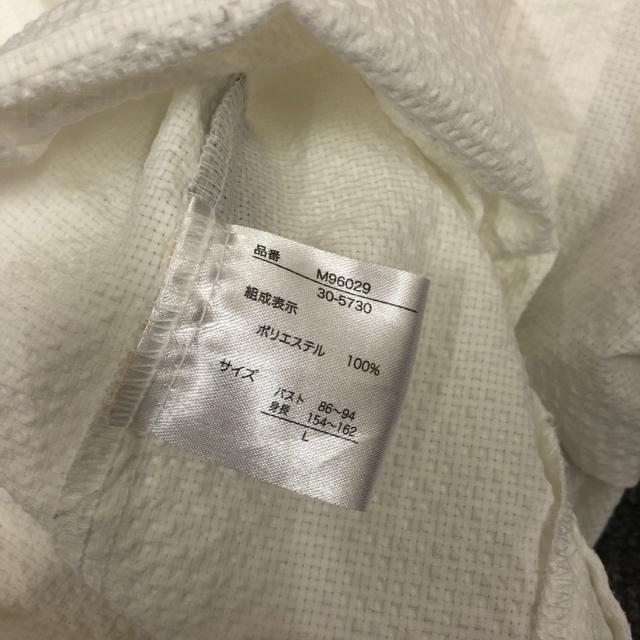 品番 M96029
30-5730
組成表示
ポリエステル 100%
サイズ
バスト 86~94
身長 154~162
L